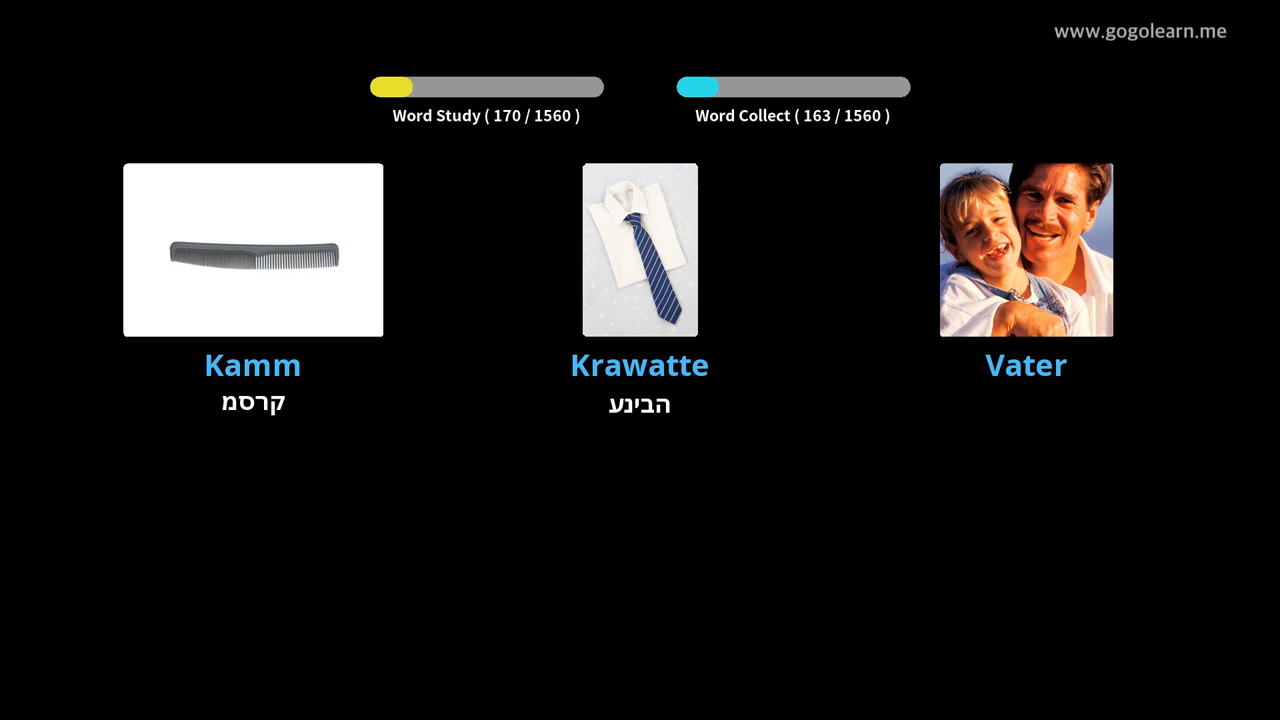 www.gogolearn.me
Word Study ( 170 / 1560 )
Word Collect ( 163 / 1560 )
Kamm
קרסמ
Krawatte
הבינע
Vater